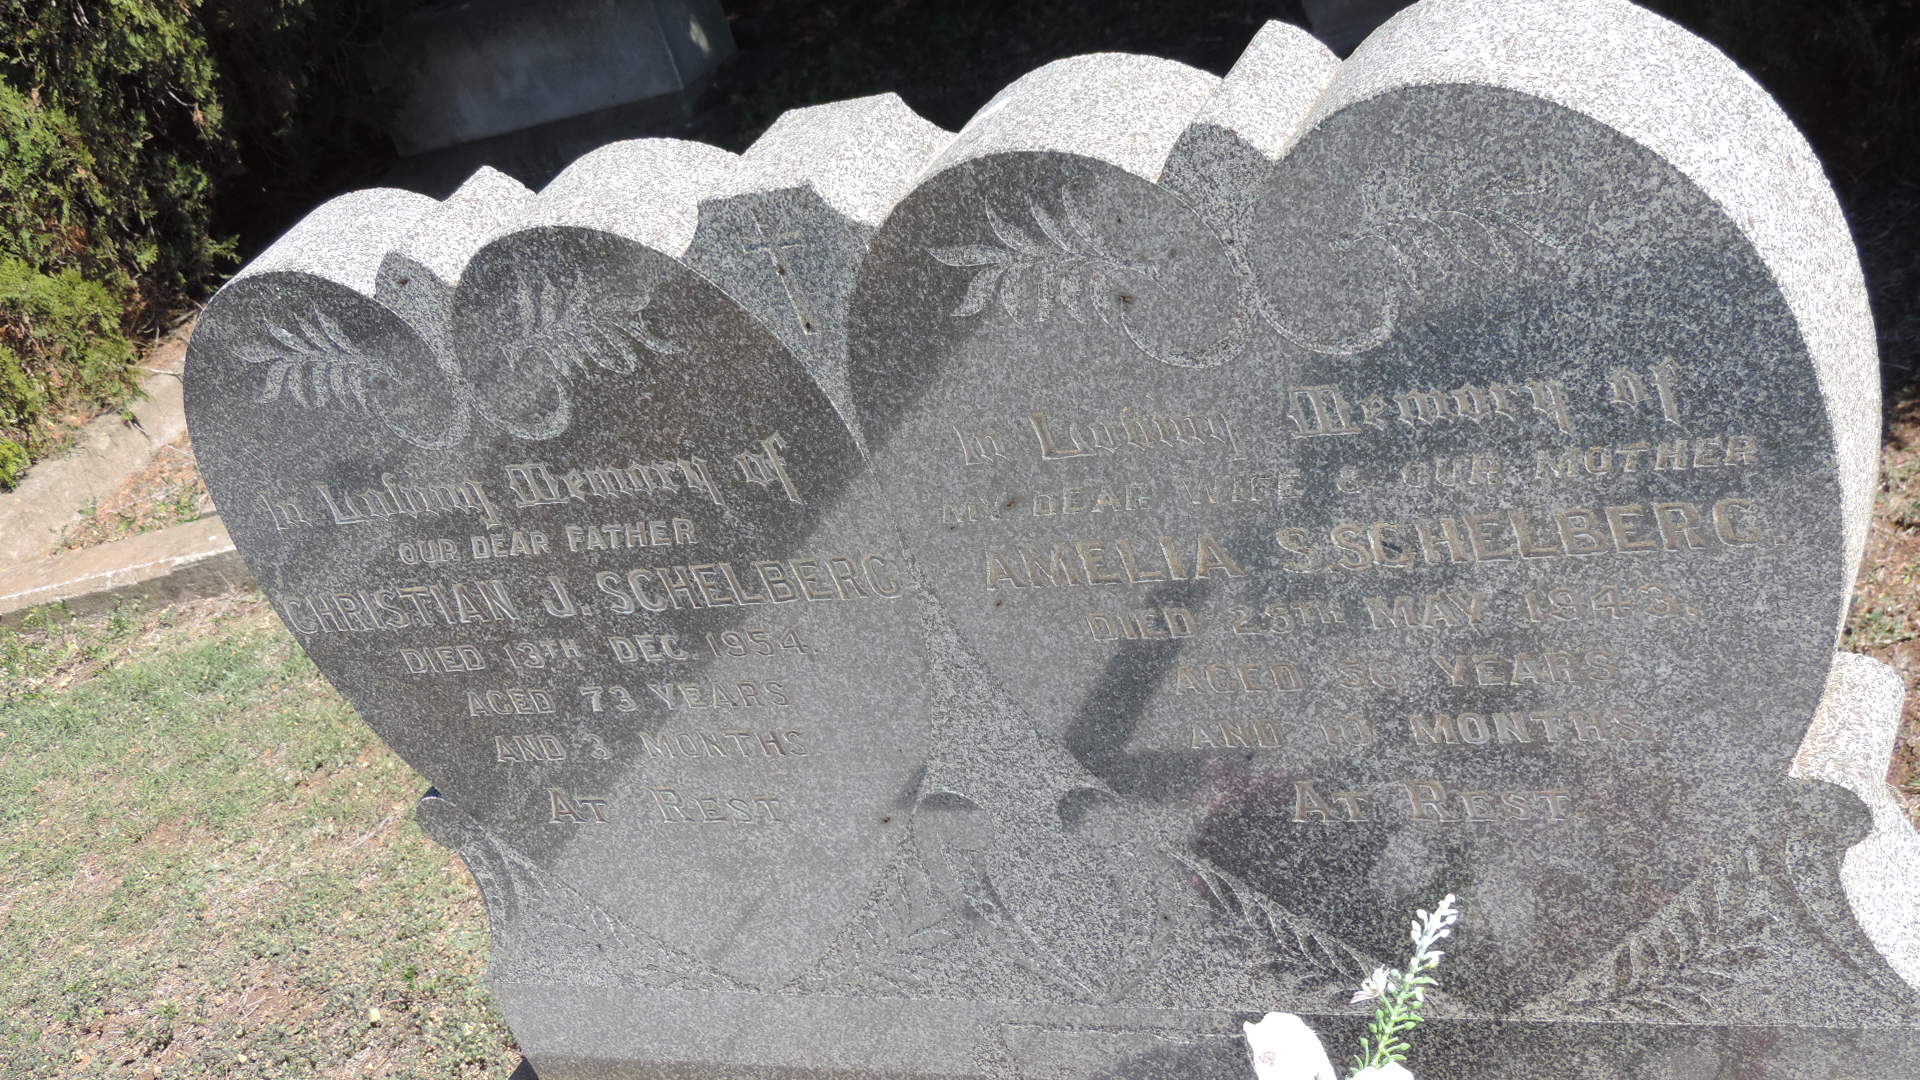 In Loving Memory of
OUR DEAR FATHER
CHRISTIAN J. SCHELBERG
DIED 13TH DEC. 1954.
AGED 73 YEARS
AND 3 MONTHS
AT REST
In Loving Memory of
MY DEAR WIFE & OUR MOTHER
AMELIA S. SCHELBERG.
DIED 25TH MAY 1943.
AGED 56 YEARS
AND 10 MONTHS
AT REST